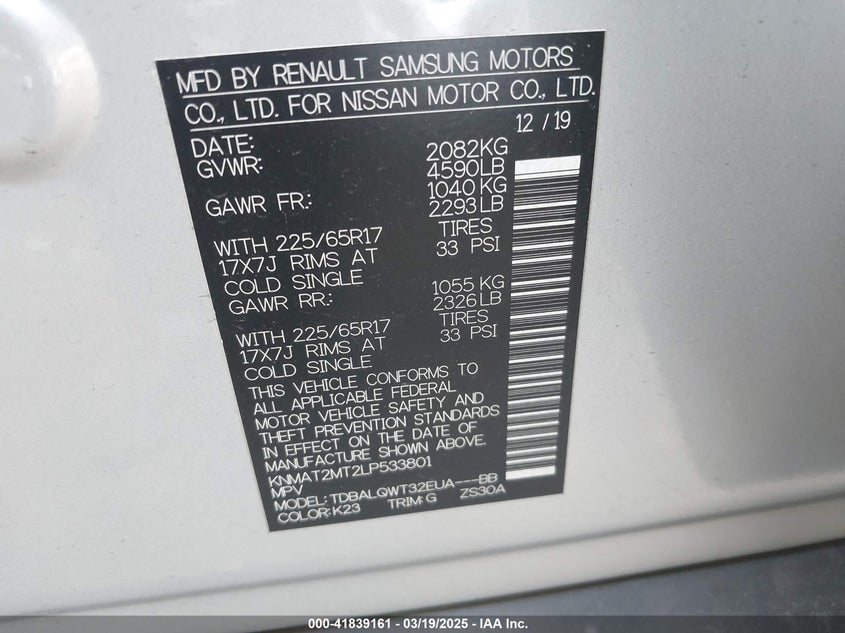 MFD BY RENAULT SAMSUNG MOTORS
CO., LTD. FOR NISSAN MOTOR CO., LTD.
DATE: 12 / 19
GVWR: 2082KG
4590LB
GAWR FR.: 1040 KG
2293LB
WITH 225/65R17 TIRES
17X7J RIMS AT 33 PSI
COLD SINGLE
GAWR RR.: 1055 KG
2326LB
WITH 225/65R17 TIRES
17X7J RIMS AT 33 PSI
COLD SINGLE
THIS VEHICLE CONFORMS TO
ALL APPLICABLE FEDERAL
MOTOR VEHICLE SAFETY AND
THEFT PREVENTION STANDARDS
IN EFFECT ON THE DATE OF
MANUFACTURE SHOWN ABOVE.
KNMAT2MT2LP533801
MPV
MODEL: TDBALQWT32EUA---BB
COLOR: K23 TRIM: G ZS30A
000-41839161 - 03/19/2025 - IAA Inc.